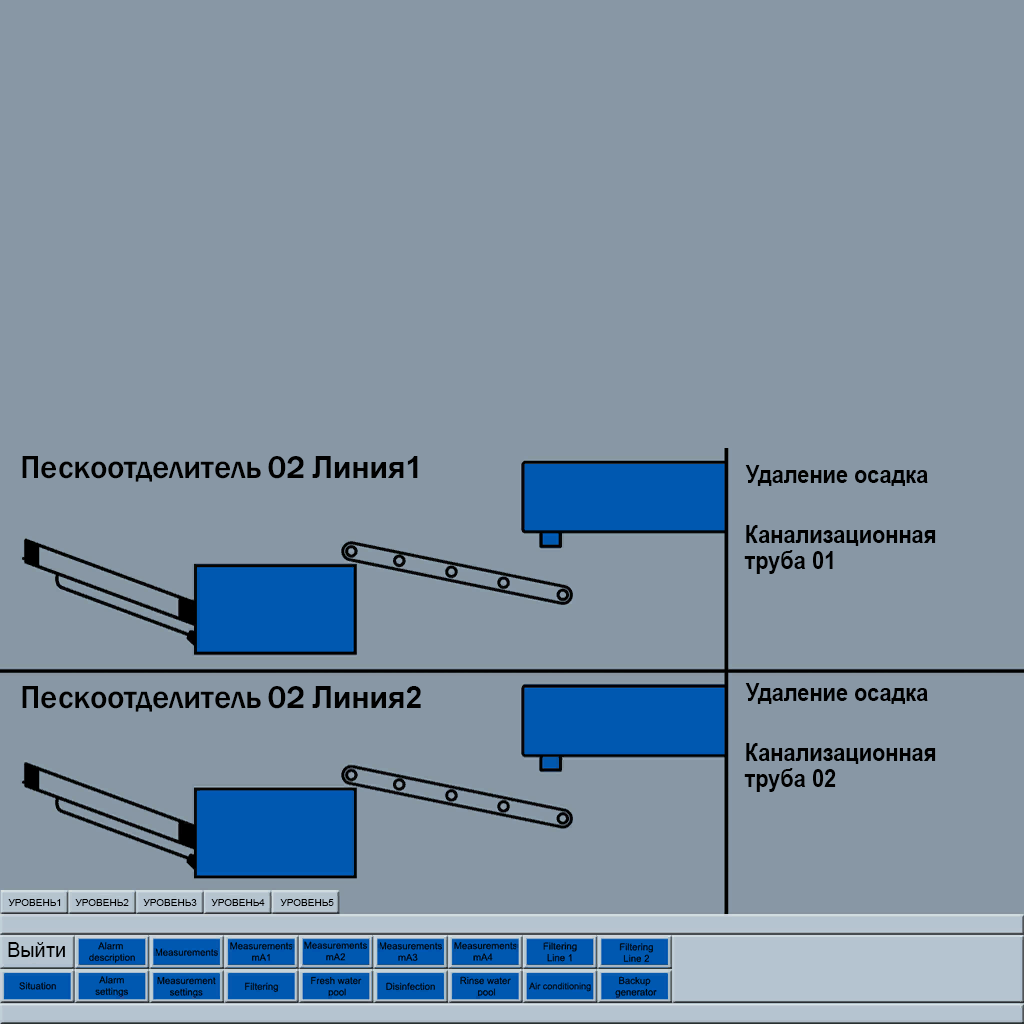 Пескоотделитель 02 Линия1
Удаление осадка
Канализационная
труба 01
Пескоотделитель 02 Линия2
Удаление осадка
Канализационная
труба 02
УРОВЕНЬ1 УРОВЕНЬ2 УРОВЕНЬ3 УРОВЕНЬ4 УРОВЕНЬ5
Выйти
Alarm
description
Measurements
Measurements
mA1
Measurements
mA2
Measurements
mA3
Measurements
mA4
Filtering
Line 1
Filtering
Line 2
Situation
Alarm
settings
Measurement
settings
Filtering
Fresh water
pool
Disinfection
Rinse water
pool
Air conditioning
Backup
generator